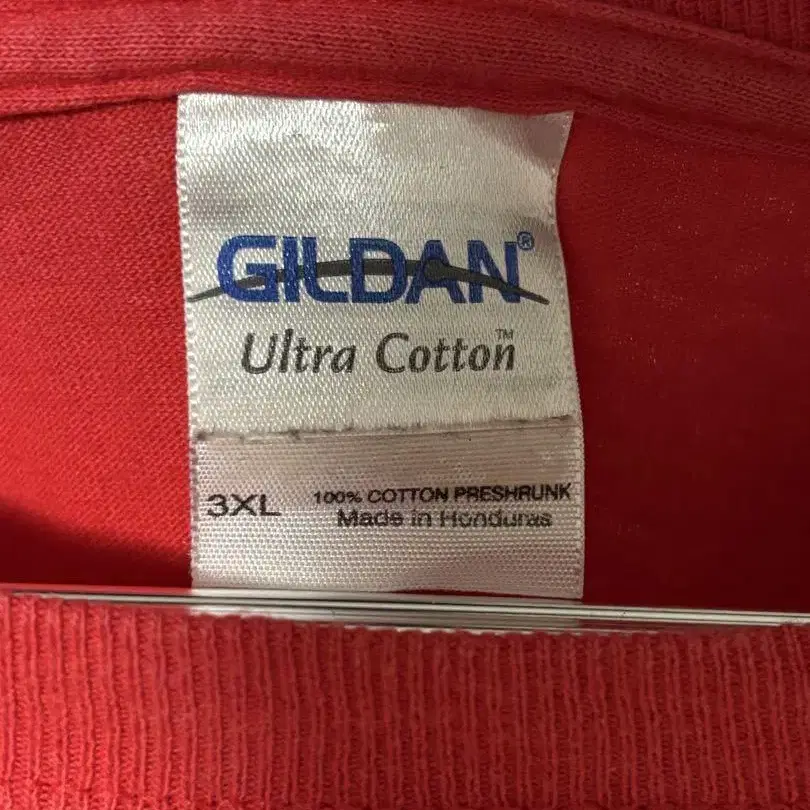 GILDAN®
Ultra Cotton™
3XL 100% COTTON PRESHRUNK
Made in Honduras